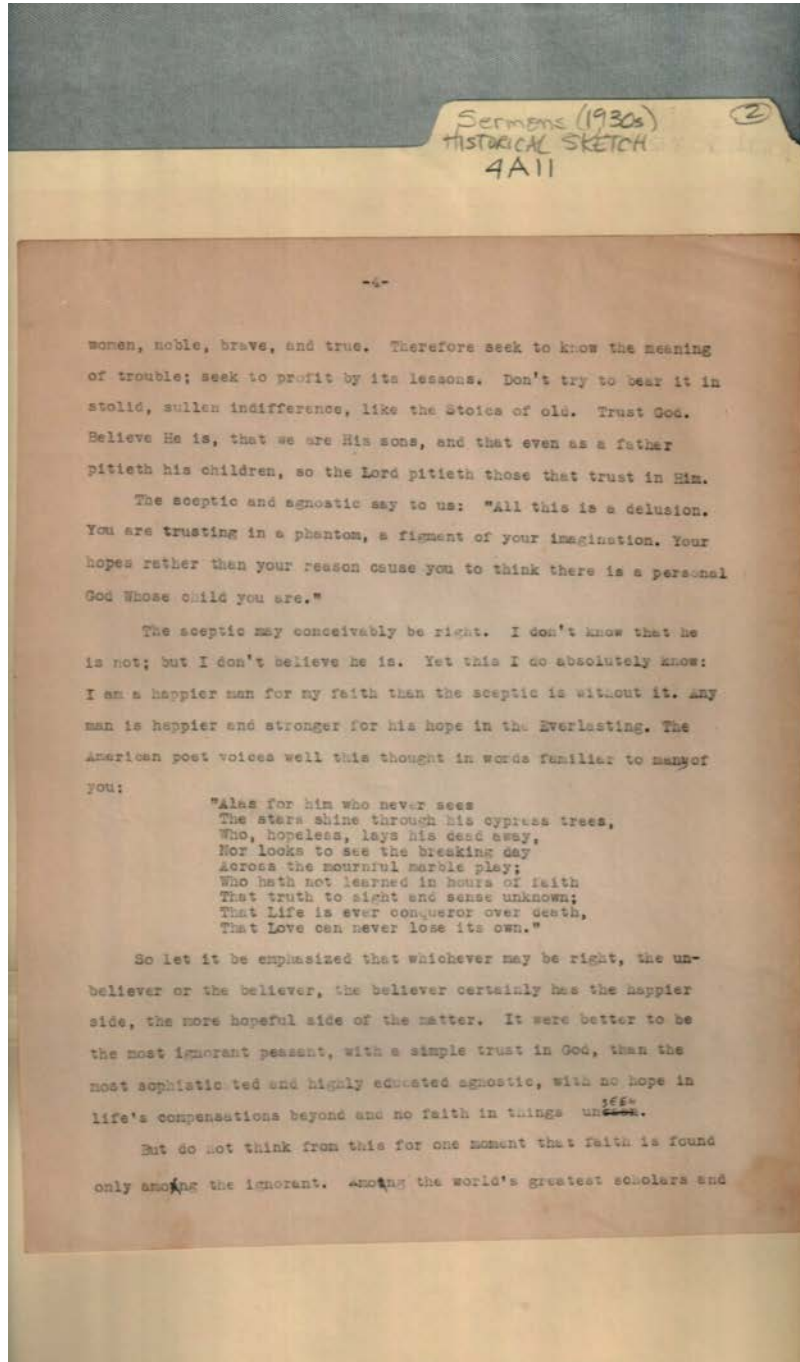 Sermons (1930s)
2
HISTORICAL SKETCH
4A11
-4-
women, noble, brave, and true. Therefore seek to know the meaning
of trouble; seek to profit by its lessons. Don't try to bear it in
stolid, sullen indifference, like the Stoics of old. Trust God.
Believe He is, that we are His sons, and that even as a father
pitieth his children, so the Lord pitieth those that trust in Him.
The sceptic and agnostic say to us: "All this is a delusion.
You are trusting in a phantom, a figment of your imagination. Your
hopes rather than your reason cause you to think there is a personal
God Whose child you are."
The sceptic may conceivably be right. I don't know that he
is not; but I don't believe he is. Yet this I do absolutely know:
I am a happier man for my faith than the sceptic is without it. Any
man is happier and stronger for his hope in the Everlasting. The
American poet voices well this thought in words familiar to many of
you:
"Alas for him who never sees
The stars shine through his cypress trees,
Who, hopeless, lays his dead away,
Nor looks to see the breaking day
Across the mournful marble play;
Who hath not learned in hours of faith
That truth to sight and sense unknown;
That Life is ever conqueror over death,
That Love can never lose its own."
So let it be emphasized that whichever may be right, the un-
believer or the believer, the believer certainly has the happier
side, the more hopeful side of the matter. It were better to be
the most ignorant peasant, with a simple trust in God, than the
most sophistic ted and highly educated agnostic, with no hope in
life's compensations beyond and no faith in things unseen.
But do not think from this for one moment that faith is found
only among the ignorant. Among the world's greatest scholars and